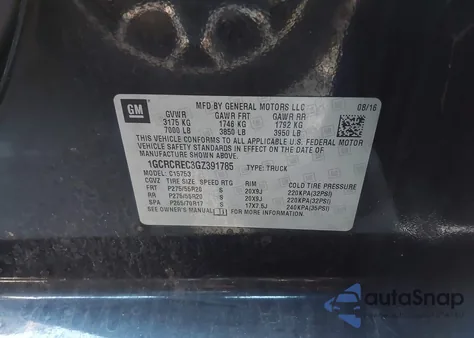 GM
MFD BY GENERAL MOTORS LLC 08/16
GVWR GAWR FRT GAWR RR
3175 KG 1746 KG 1792 KG
7000 LB 3850 LB 3950 LB
THIS VEHICLE CONFORMS TO ALL APPLICABLE U.S. FEDERAL MOTOR
VEHICLE SAFETY STANDARDS IN EFFECT ON THE DATE OF
MANUFACTURE SHOWN ABOVE.
1GCRCREC3GZ391785 TYPE: TRUCK
MODEL: C15753
TIRE SIZE SPEED RTG RIM COLD TIRE PRESSURE
FRT P275/55R20 S 20X9J 220KPA(32PSI)
RR P275/55R20 S 20X9J 220KPA(32PSI)
SPA P265/70R17 S 17X7.5J 240KPA(35PSI)
SEE OWNER'S MANUAL
autoSnap